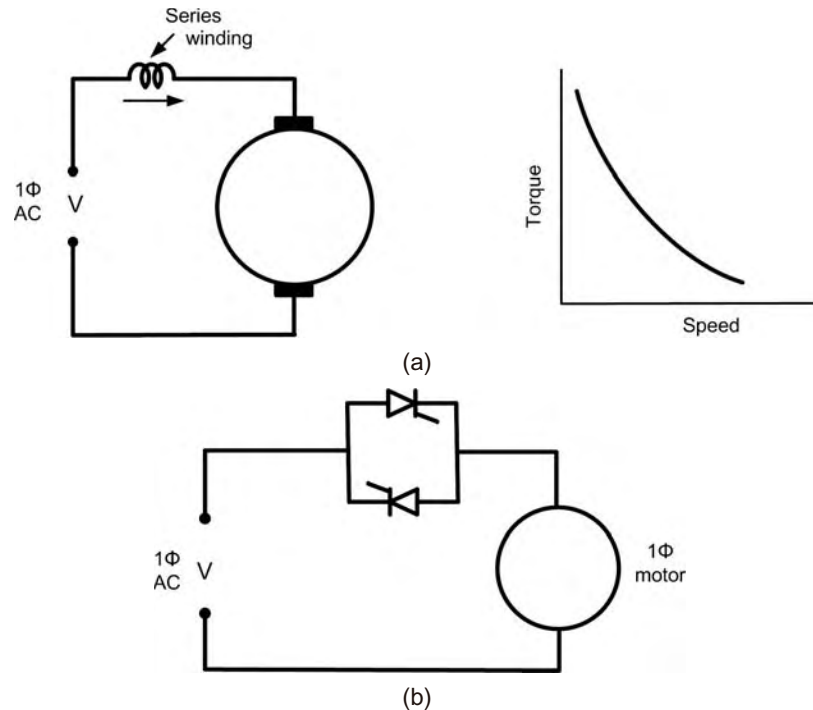 Series
winding
1Φ
AC
V
Torque
Speed
(a)
1Φ
AC
V
1Φ
motor
(b)